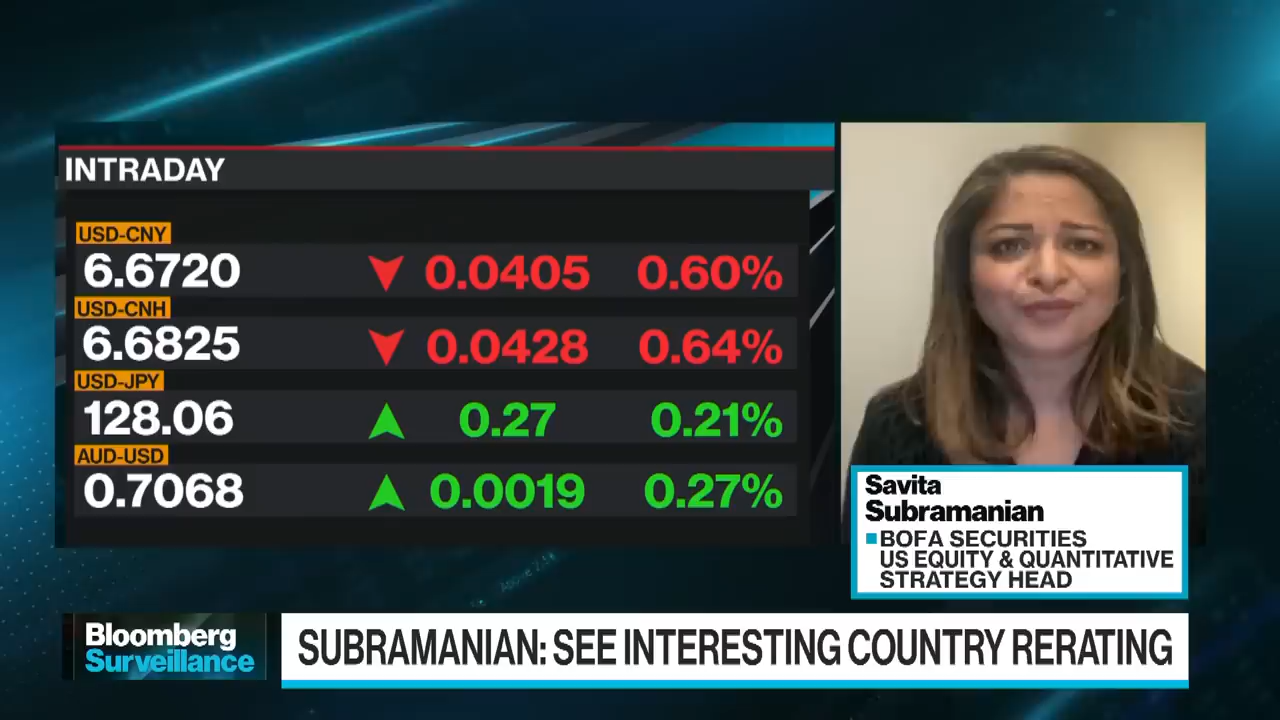 INTRADAY
USD-CNY
6.6720 ▼ 0.0405 0.60%
USD-CNH
6.6825 ▼ 0.0428 0.64%
USD-JPY
128.06 ▲ 0.27 0.21%
AUD-USD
0.7068 ▲ 0.0019 0.27%
Savita
Subramanian
BOFA SECURITIES
US EQUITY & QUANTITATIVE
STRATEGY HEAD
Bloomberg
Surveillance
SUBRAMANIAN: SEE INTERESTING COUNTRY RERATING